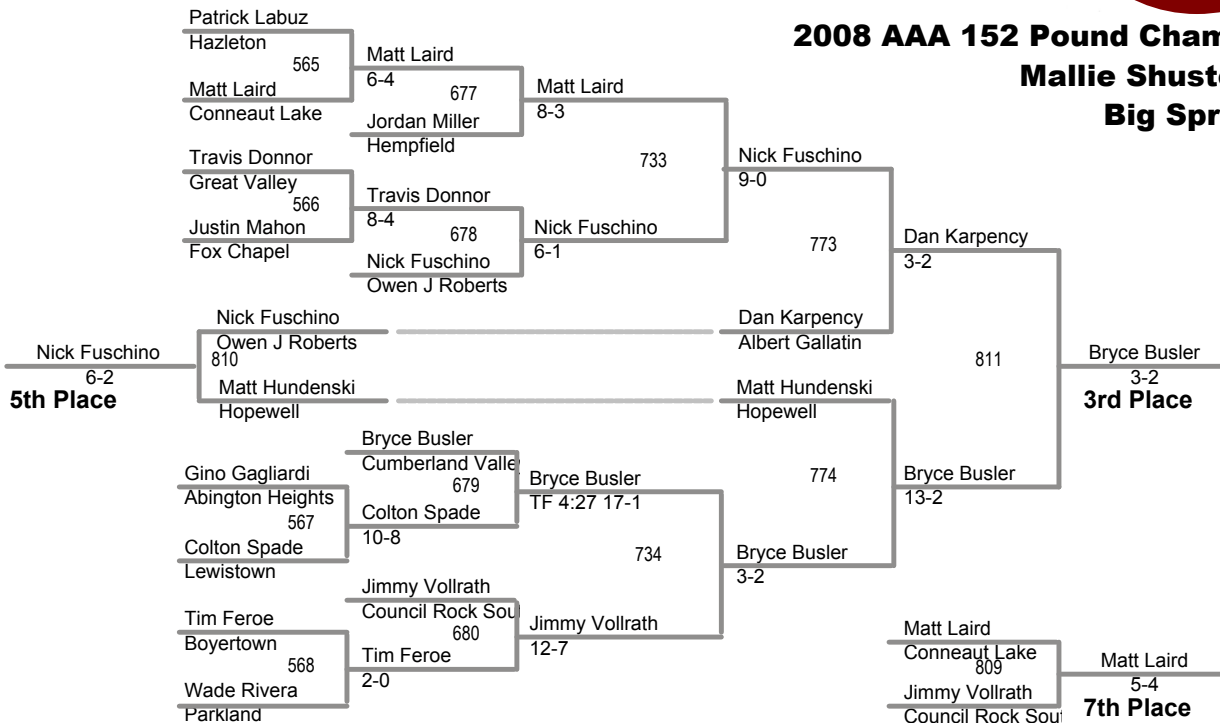 2008 AAA 152 Pound Cham
Mallie Shust
Big Spr
Patrick Labuz
Hazleton
565
Matt Laird
Conneaut Lake
Matt Laird
6-4
677
Jordan Miller
Hempfield
Matt Laird
8-3
Travis Donnor
Great Valley
566
Justin Mahon
Fox Chapel
Travis Donnor
8-4
678
Nick Fuschino
Owen J Roberts
Nick Fuschino
6-1
733
Nick Fuschino
9-0
773
Dan Karpency
Albert Gallatin
Dan Karpency
3-2
Nick Fuschino
Owen J Roberts
810
Matt Hundenski
Hopewell
Nick Fuschino
6-2
5th Place
811
Bryce Busler
3-2
3rd Place
Matt Hundenski
Hopewell
774
Bryce Busler
13-2
Bryce Busler
Cumberland Valle
679
Gino Gagliardi
Abington Heights
567
Colton Spade
Lewistown
Colton Spade
10-8
Bryce Busler
TF 4:27 17-1
734
Bryce Busler
3-2
Jimmy Vollrath
Council Rock Sou
680
Tim Feroe
Boyertown
568
Wade Rivera
Parkland
Tim Feroe
2-0
Jimmy Vollrath
12-7
Matt Laird
Conneaut Lake
809
Jimmy Vollrath
Council Rock Sout
Matt Laird
5-4
7th Place